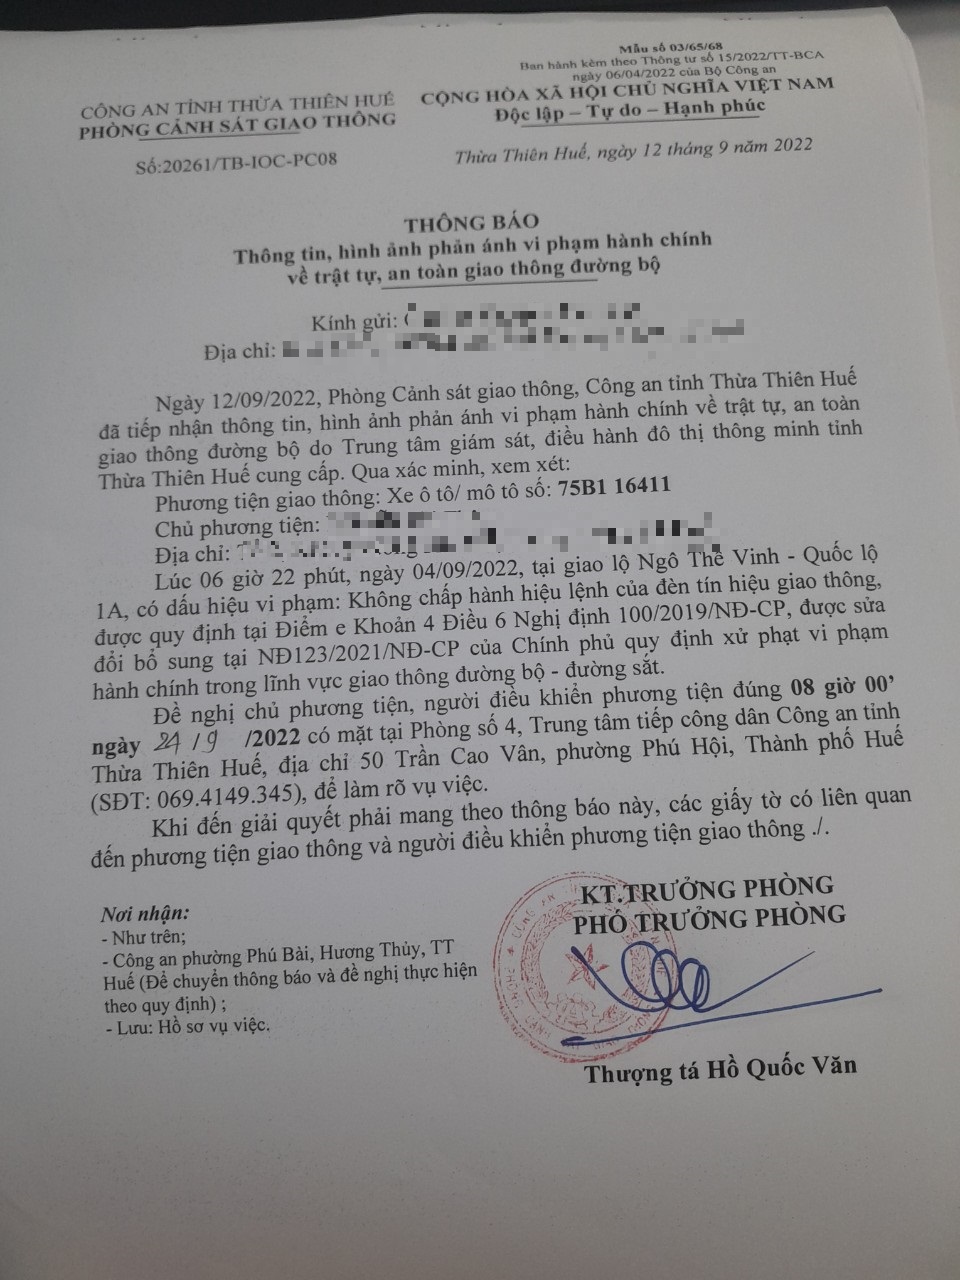 Mẫu số 03/65/68
Ban hành kèm theo Thông tư số 15/2022/TT-BCA
ngày 06/04/2022 của Bộ Công an
CÔNG AN TỈNH THỪA THIÊN HUẾ
PHÒNG CẢNH SÁT GIAO THÔNG
CỘNG HÒA XÃ HỘI CHỦ NGHĨA VIỆT NAM
Độc lập – Tự do – Hạnh phúc
Số:20261/TB-IOC-PC08
Thừa Thiên Huế, ngày 12 tháng 9 năm 2022
THÔNG BÁO
Thông tin, hình ảnh phản ánh vi phạm hành chính
về trật tự, an toàn giao thông đường bộ
Kính gửi:
Địa chỉ:
Ngày 12/09/2022, Phòng Cảnh sát giao thông, Công an tỉnh Thừa Thiên Huế
đã tiếp nhận thông tin, hình ảnh phản ánh vi phạm hành chính về trật tự, an toàn
giao thông đường bộ do Trung tâm giám sát, điều hành đô thị thông minh tỉnh
Thừa Thiên Huế cung cấp. Qua xác minh, xem xét:
Phương tiện giao thông: Xe ô tô/ mô tô số: 75B1 16411
Chủ phương tiện:
Địa chỉ:
Lúc 06 giờ 22 phút, ngày 04/09/2022, tại giao lộ Ngô Thế Vinh - Quốc lộ
1A, có dấu hiệu vi phạm: Không chấp hành hiệu lệnh của đèn tín hiệu giao thông,
được quy định tại Điểm e Khoản 4 Điều 6 Nghị định 100/2019/NĐ-CP, được sửa
đổi bổ sung tại NĐ123/2021/NĐ-CP của Chính phủ quy định xử phạt vi phạm
hành chính trong lĩnh vực giao thông đường bộ - đường sắt.
Đề nghị chủ phương tiện, người điều khiển phương tiện đúng 08 giờ 00’
ngày 21/9 /2022 có mặt tại Phòng số 4, Trung tâm tiếp công dân Công an tỉnh
Thừa Thiên Huế, địa chỉ 50 Trần Cao Vân, phường Phú Hội, Thành phố Huế
(SĐT: 069.4149.345), để làm rõ vụ việc.
Khi đến giải quyết phải mang theo thông báo này, các giấy tờ có liên quan
đến phương tiện giao thông và người điều khiển phương tiện giao thông ./.
Nơi nhận:
- Như trên;
- Công an phường Phú Bài, Hương Thủy, TT
Huế (Để chuyển thông báo và đề nghị thực hiện
theo quy định) ;
- Lưu: Hồ sơ vụ việc.
KT.TRƯỞNG PHÒNG
PHÓ TRƯỞNG PHÒNG
Thượng tá Hồ Quốc Văn